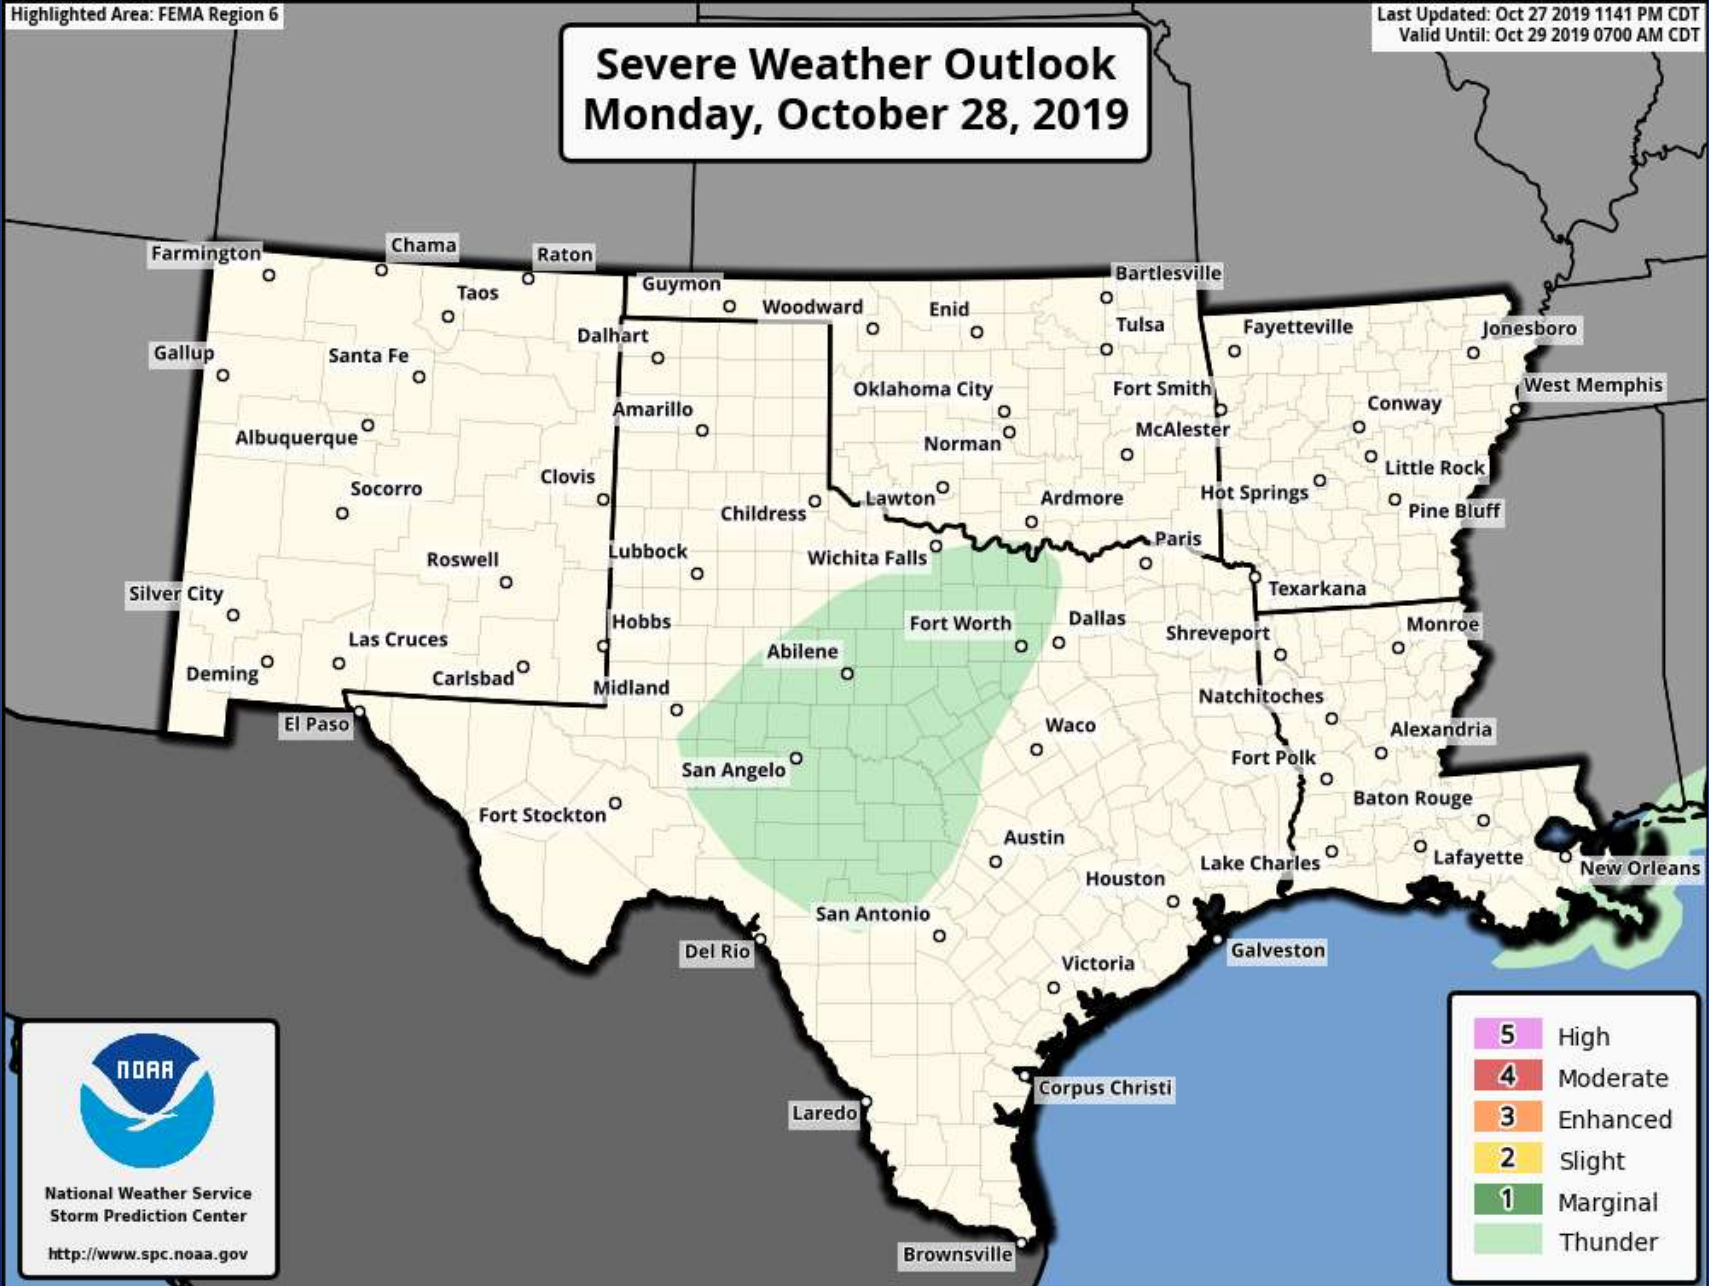 Highlighted Area: FEMA Region 6
Last Updated: Oct 27 2019 1141 PM CDT
Valid Until: Oct 29 2019 0700 AM CDT
Severe Weather Outlook
Monday, October 28, 2019
Farmington
Chama
Raton
Taos
Guymon
Woodward
Enid
Bartlesville
Tulsa
Fayetteville
Jonesboro
Gallup
Santa Fe
Dalhart
Oklahoma City
Fort Smith
West Memphis
Conway
Albuquerque
Amarillo
Norman
McAlester
Little Rock
Socorro
Clovis
Childress
Lawton
Ardmore
Hot Springs
Pine Bluff
Roswell
Lubbock
Wichita Falls
Paris
Texarkana
Silver City
Las Cruces
Hobbs
Fort Worth
Dallas
Shreveport
Monroe
Deming
Carlsbad
Midland
Abilene
Natchitoches
El Paso
Waco
Alexandria
San Angelo
Fort Polk
Fort Stockton
Baton Rouge
Austin
Lake Charles
Lafayette
New Orleans
Houston
San Antonio
Del Rio
Galveston
Victoria
Corpus Christi
Laredo
Brownsville
NOAA
National Weather Service
Storm Prediction Center
http://www.spc.noaa.gov
5 High
4 Moderate
3 Enhanced
2 Slight
1 Marginal
Thunder